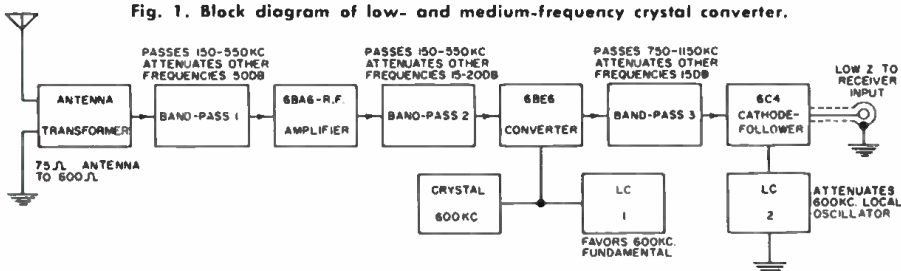 Fig. 1. Block diagram of low- and medium-frequency crystal converter.
PASSES 150-550KC
ATTENUATES OTHER
FREQUENCIES 50DB
PASSES 150-550KC
ATTENUATES OTHER
FREQUENCIES 15-20DB
PASSES 750-1150KC
ATTENUATES OTHER
FREQUENCIES 15DB
LOW Z TO
RECEIVER
INPUT
ANTENNA
TRANSFORMER
BAND-PASS 1
6BA6-R.F.
AMPLIFIER
BAND-PASS 2
6BE6
CONVERTER
BAND-PASS 3
6C4
CATHODE-
FOLLOWER
75Ω ANTENNA
TO 600Ω
CRYSTAL
600KC
LC
1
FAVORS 600KC.
FUNDAMENTAL
LC
2
ATTENUATES
600KC. LOCAL
OSCILLATOR